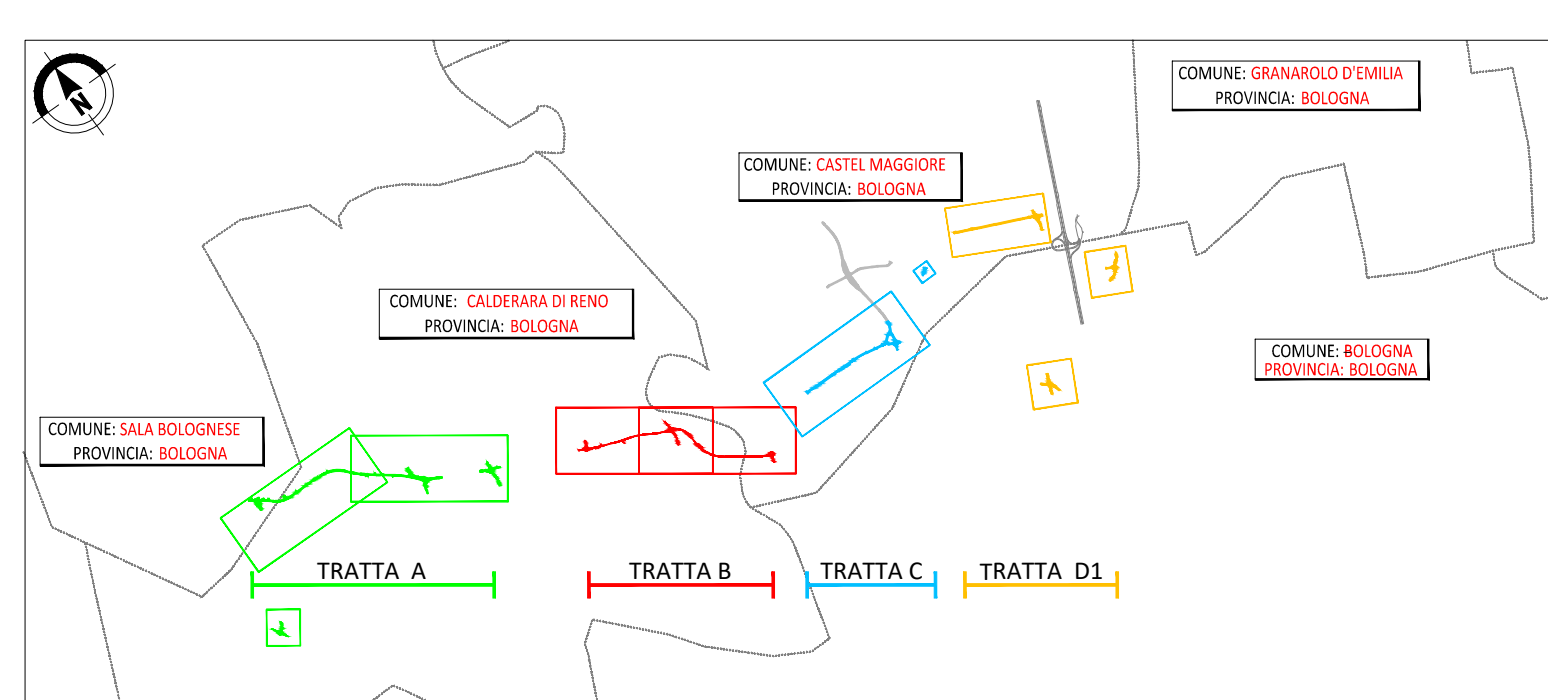 N
COMUNE: GRANAROLO D'EMILIA
PROVINCIA: BOLOGNA
COMUNE: CASTEL MAGGIORE
PROVINCIA: BOLOGNA
COMUNE: CALDERARA DI RENO
PROVINCIA: BOLOGNA
COMUNE: BOLOGNA
PROVINCIA: BOLOGNA
COMUNE: SALA BOLOGNESE
PROVINCIA: BOLOGNA
TRATTA A
TRATTA B
TRATTA C
TRATTA D1